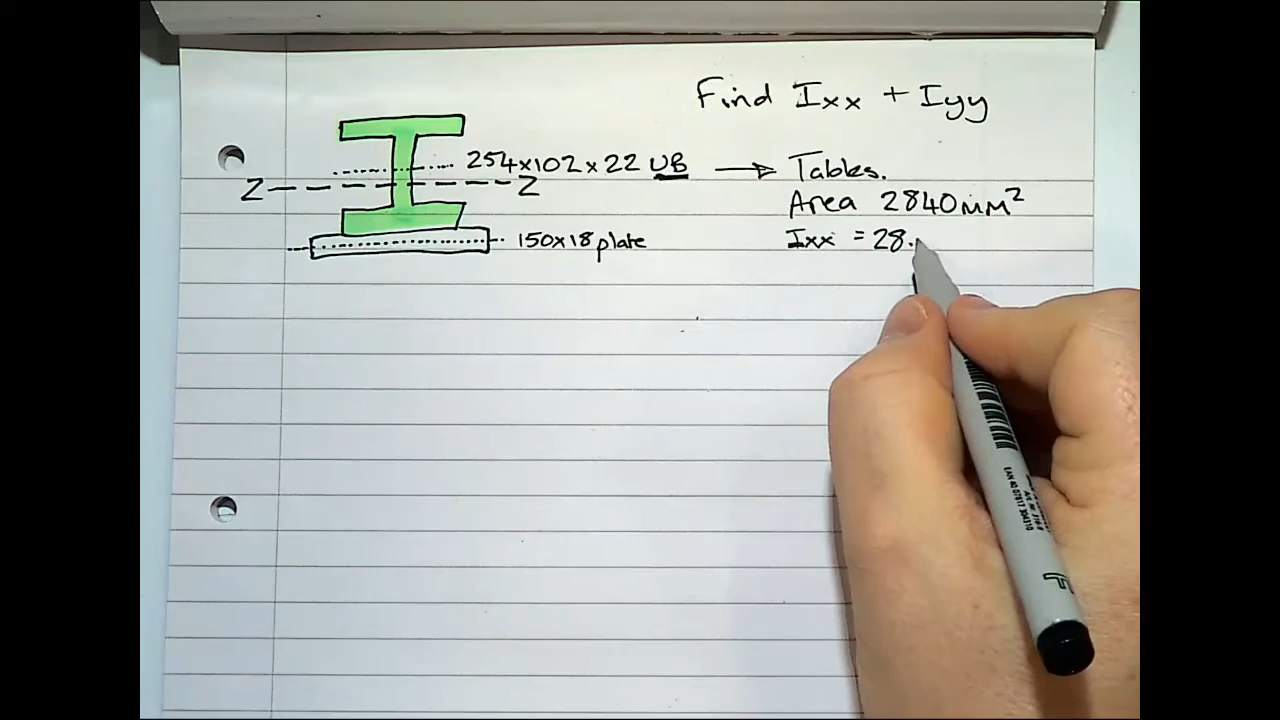 Find Ixx + Iyy
254x102x22 UB → Tables.
Z Z
Area 2840mm²
150x18 plate
Ixx = 28.